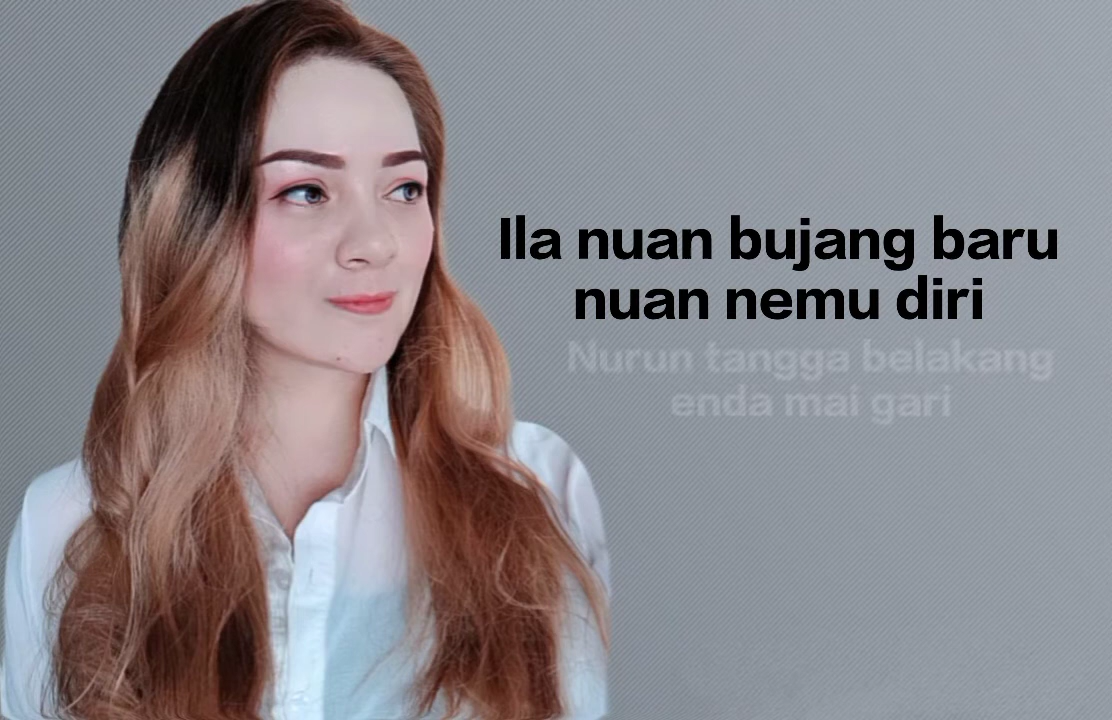 Ila nuan bujang baru
nuan nemu diri
Nurun tangga belakang
enda mai gari